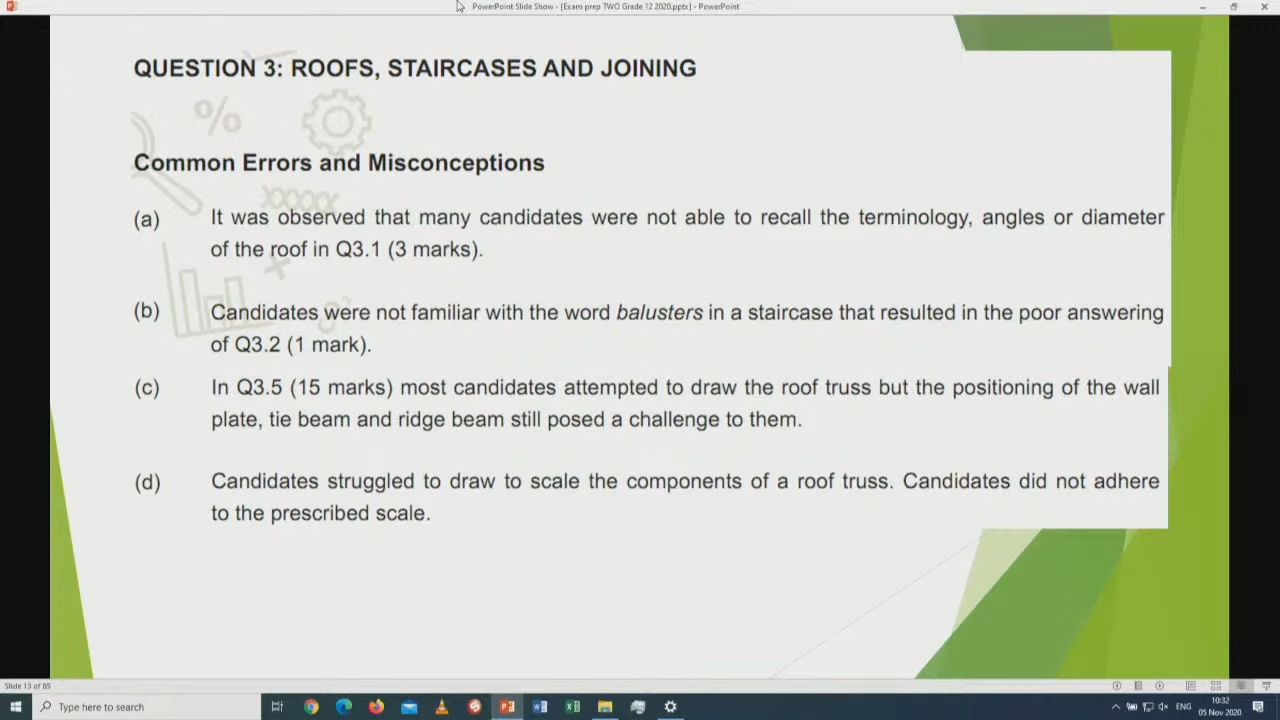 PowerPoint Slide Show - [Exam prep TWO Grade 12 2020.pptx] - PowerPoint
QUESTION 3: ROOFS, STAIRCASES AND JOINING
%
Common Errors and Misconceptions
(a) It was observed that many candidates were not able to recall the terminology, angles or diameter
of the roof in Q3.1 (3 marks).
(b) Candidates were not familiar with the word balusters in a staircase that resulted in the poor answering
of Q3.2 (1 mark).
(c) In Q3.5 (15 marks) most candidates attempted to draw the roof truss but the positioning of the wall
plate, tie beam and ridge beam still posed a challenge to them.
(d) Candidates struggled to draw to scale the components of a roof truss. Candidates did not adhere
to the prescribed scale.
Slide 13 of 85
Type here to search
ENG
10:32
05 Nov 2020